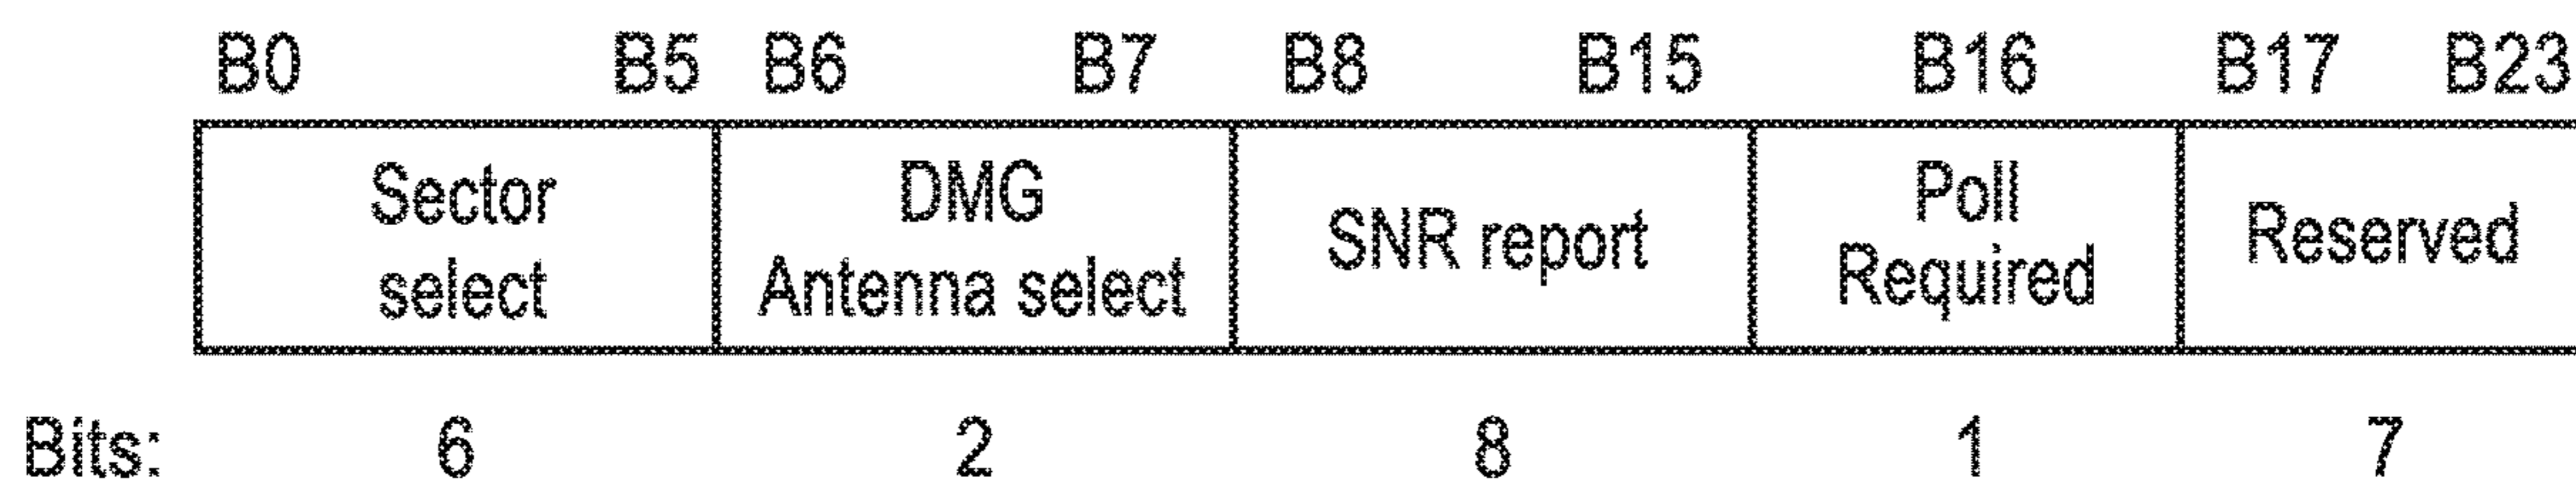 B0 B5 B6 B7 B8 B15 B16 B17 B23
Sector select
DMG Antenna select
SNR report
Poll Required
Reserved
Bits: 6 2 8 1 7